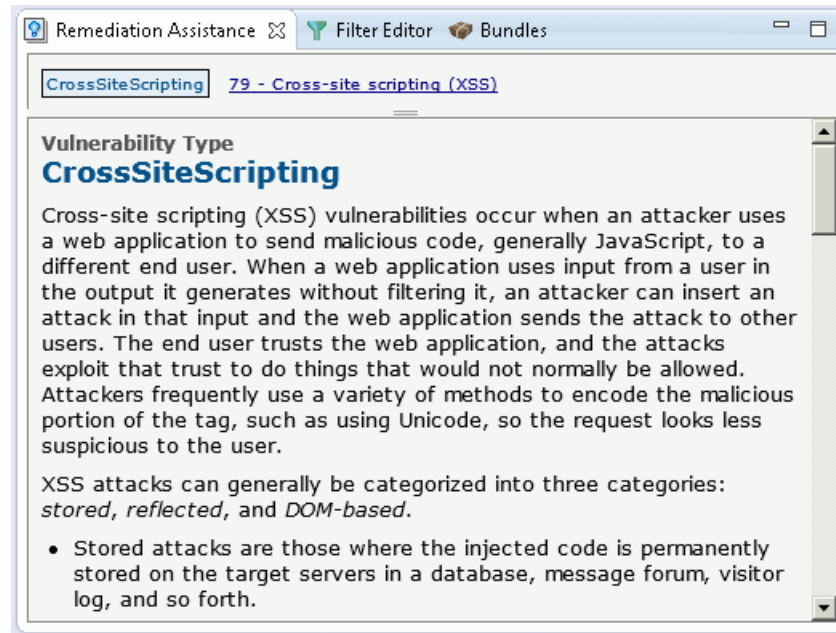 Remediation Assistance Filter Editor Bundles
CrossSiteScripting 79 - Cross-site scripting (XSS)
Vulnerability Type
CrossSiteScripting
Cross-site scripting (XSS) vulnerabilities occur when an attacker uses
a web application to send malicious code, generally JavaScript, to a
different end user. When a web application uses input from a user in
the output it generates without filtering it, an attacker can insert an
attack in that input and the web application sends the attack to other
users. The end user trusts the web application, and the attacks
exploit that trust to do things that would not normally be allowed.
Attackers frequently use a variety of methods to encode the malicious
portion of the tag, such as using Unicode, so the request looks less
suspicious to the user.
XSS attacks can generally be categorized into three categories:
stored, reflected, and DOM-based.
• Stored attacks are those where the injected code is permanently
stored on the target servers in a database, message forum, visitor
log, and so forth.